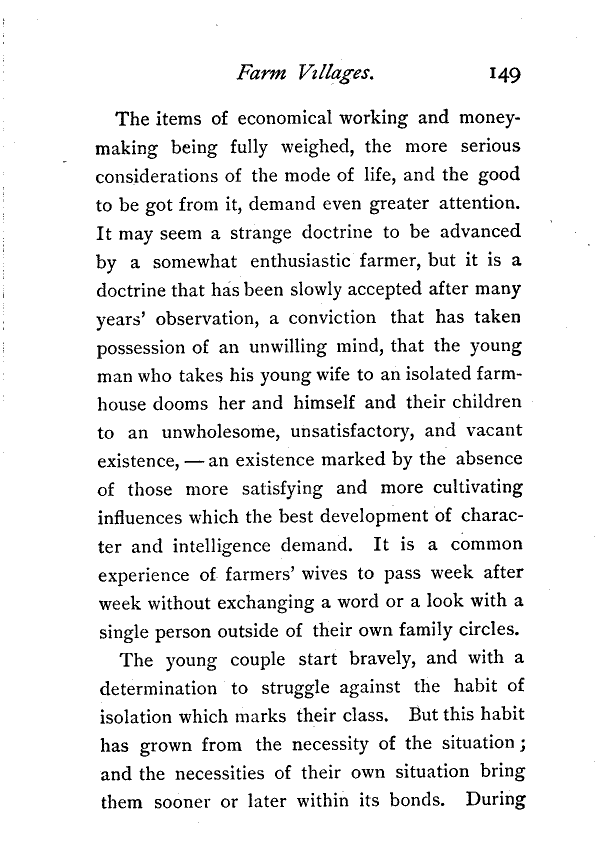 Farm Villages. 149
The items of economical working and money-
making being fully weighed, the more serious
considerations of the mode of life, and the good
to be got from it, demand even greater attention.
It may seem a strange doctrine to be advanced
by a somewhat enthusiastic farmer, but it is a
doctrine that has been slowly accepted after many
years' observation, a conviction that has taken
possession of an unwilling mind, that the young
man who takes his young wife to an isolated farm-
house dooms her and himself and their children
to an unwholesome, unsatisfactory, and vacant
existence, — an existence marked by the absence
of those more satisfying and more cultivating
influences which the best development of charac-
ter and intelligence demand. It is a common
experience of farmers' wives to pass week after
week without exchanging a word or a look with a
single person outside of their own family circles.
The young couple start bravely, and with a
determination to struggle against the habit of
isolation which marks their class. But this habit
has grown from the necessity of the situation ;
and the necessities of their own situation bring
them sooner or later within its bonds. During